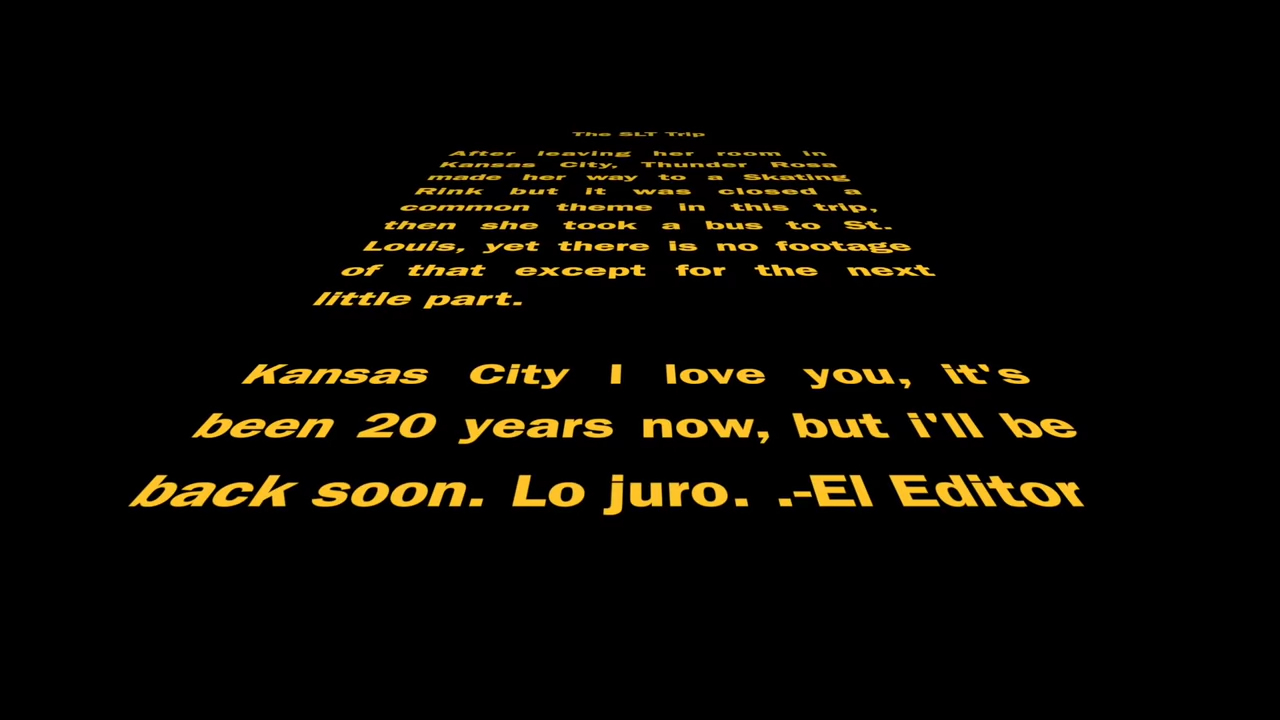 The SLT Trip
After leaving her room in
Kansas City, Thunder Rosa
made her way to a Skating
Rink but it was closed a
common theme in this trip,
then she took a bus to St.
Louis, yet there is no footage
of that except for the next
little part.
Kansas City I love you, it's
been 20 years now, but i'll be
back soon. Lo juro. .-El Editor